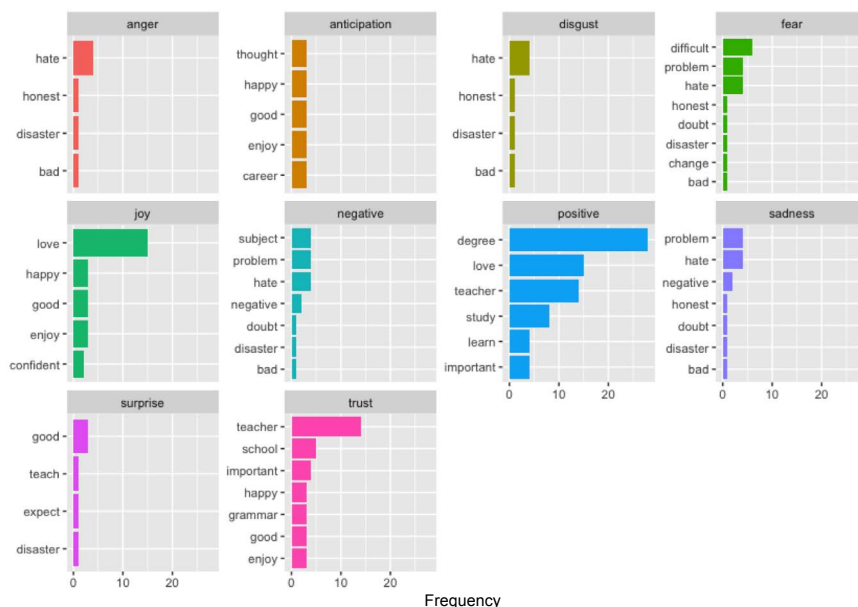 anger
hate
honest
disaster
bad
anticipation
thought
happy
good
enjoy
career
disgust
hate
honest
disaster
bad
fear
difficult
problem
hate
honest
doubt
disaster
change
bad
joy
love
happy
good
enjoy
confident
negative
subject
problem
hate
negative
doubt
disaster
bad
positive
degree
love
teacher
study
learn
important
0 10 20
sadness
problem
hate
negative
honest
doubt
disaster
bad
0 10 20
surprise
good
teach
expect
disaster
0 10 20
trust
teacher
school
important
happy
grammar
good
enjoy
0 10 20
Frequency